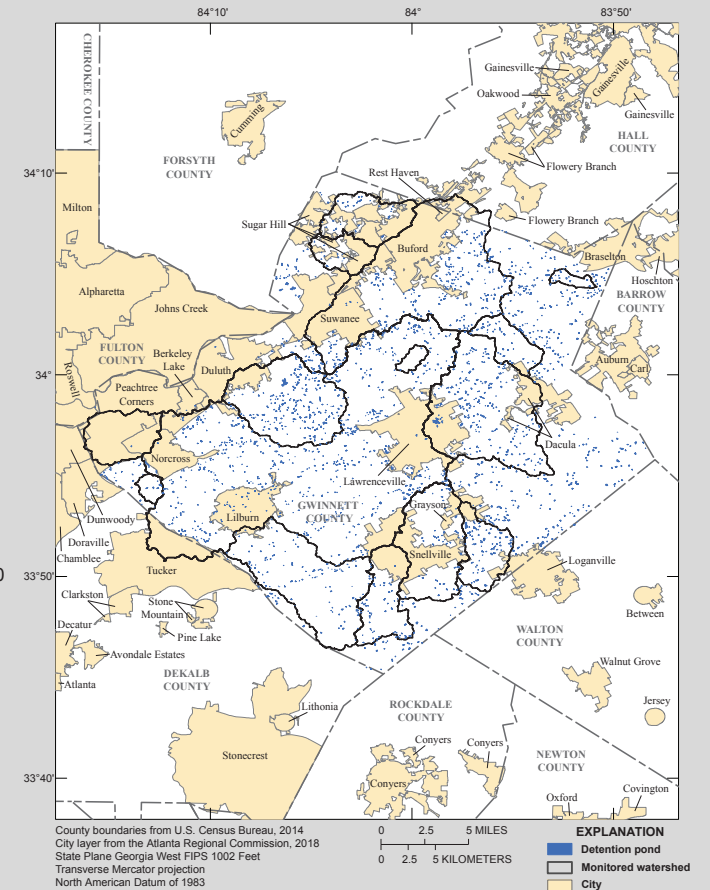 84°10'
84°
83°50'
CHEROKEE COUNTY
Gainesville
Oakwood
Gainesville
Gainesville
Cumming
HALL
COUNTY
FORSYTH
COUNTY
Flowery Branch
34°10'
Rest Haven
Milton
Sugar Hill
Flowery Branch
Buford
Braselton
Alpharetta
Hoschton
Johns Creek
BARROW
COUNTY
Suwanee
FULTON
COUNTY
Berkeley
Lake
Duluth
Auburn
Carl
34°
Roswell
Peachtree
Corners
Dacula
Norcross
Lawrenceville
GWINNETT
COUNTY
Grayson
Lilburn
Dunwoody
Doraville
Chamblee
Snellville
Loganville
Tucker
33°50'
Clarkston
Stone
Mountain
Between
Decatur
Pine Lake
WALTON
COUNTY
Avondale Estates
Walnut Grove
DEKALB
COUNTY
Atlanta
Jersey
Lithonia
ROCKDALE
COUNTY
Conyers
Conyers
Stonecrest
NEWTON
COUNTY
33°40'
Conyers
Oxford
Covington
County boundaries from U.S. Census Bureau, 2014
City layer from the Atlanta Regional Commission, 2018
State Plane Georgia West FIPS 1002 Feet
Transverse Mercator projection
North American Datum of 1983
0 2.5 5 MILES
0 2.5 5 KILOMETERS
EXPLANATION
Detention pond
Monitored watershed
City